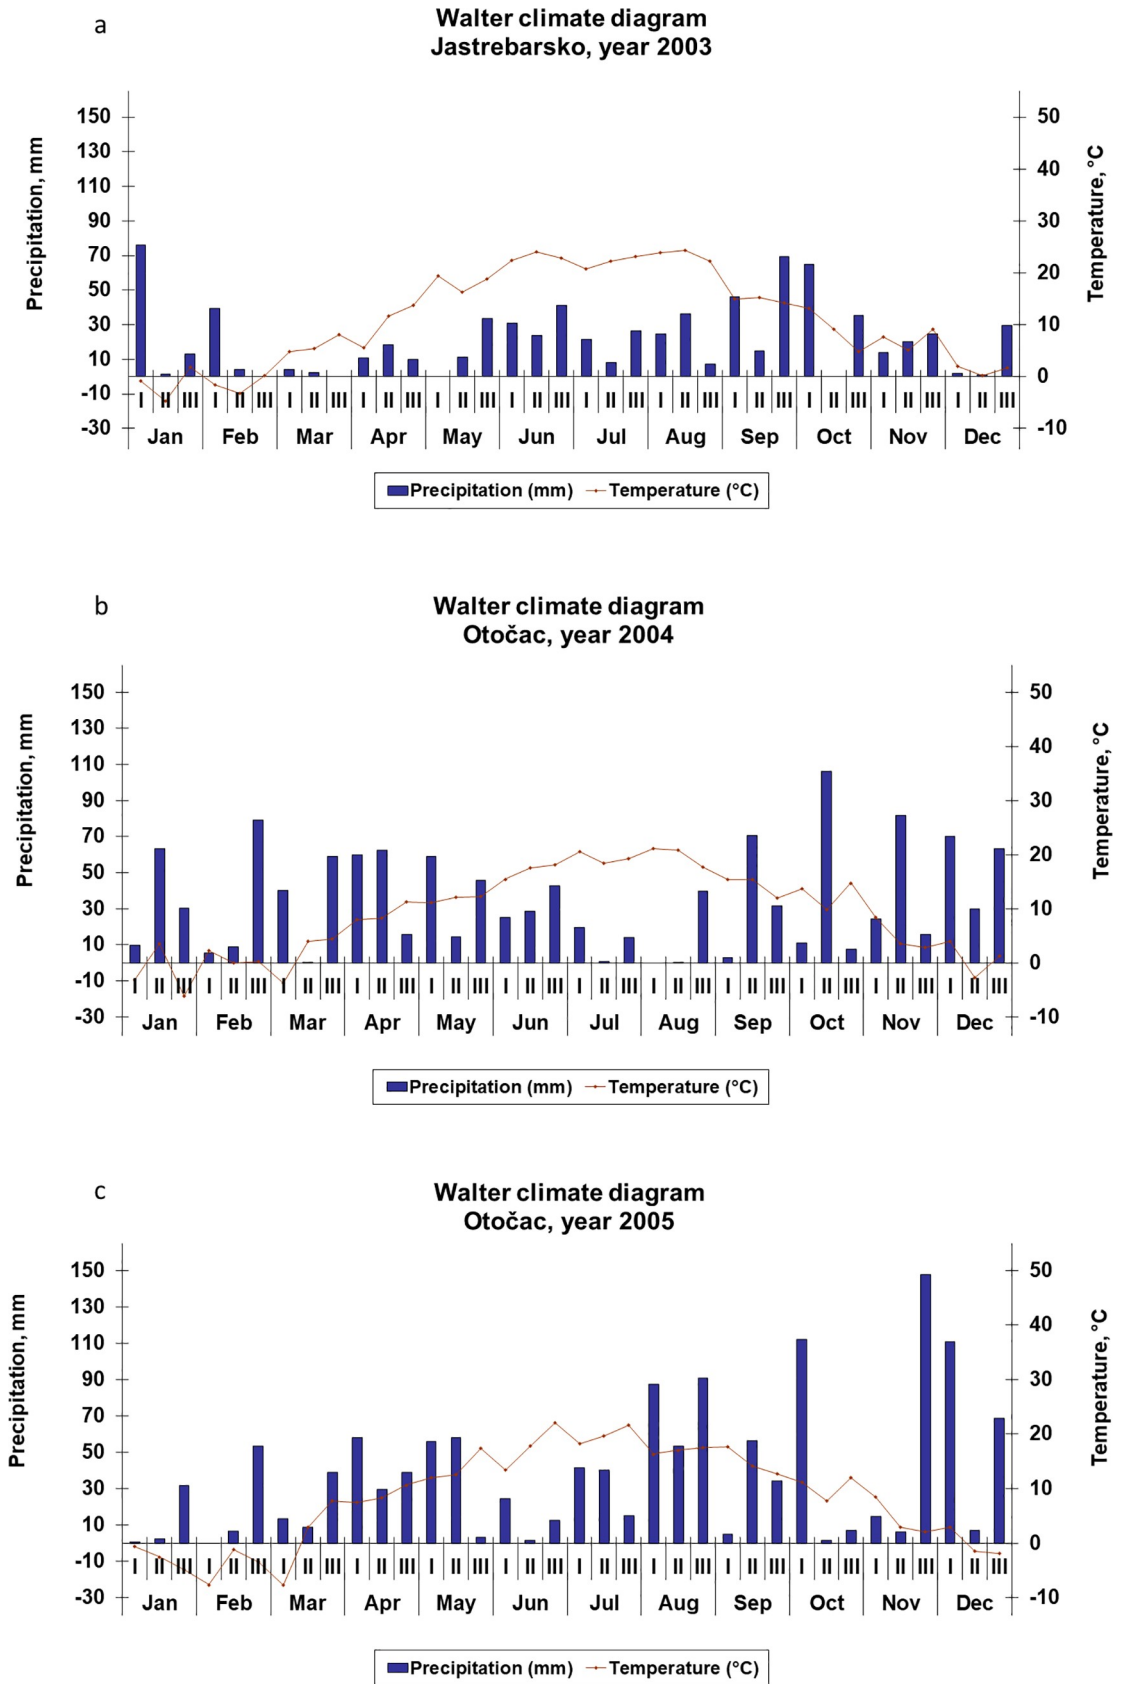 a
Walter climate diagram
Jastrebarsko, year 2003
Precipitation, mm
150
130
110
90
70
50
30
10
-10
-30
50
40
30
20
10
0
-10
Temperature, °C
I II III I II III I II III I II III I II III I II III I II III I II III I II III I II III I II III I II III
Jan Feb Mar Apr May Jun Jul Aug Sep Oct Nov Dec
Precipitation (mm) Temperature (°C)
b
Walter climate diagram
Otočac, year 2004
Precipitation, mm
150
130
110
90
70
50
30
10
-10
-30
50
40
30
20
10
0
-10
Temperature, °C
I II III I II III I II III I II III I II III I II III I II III I II III I II III I II III I II III I II III
Jan Feb Mar Apr May Jun Jul Aug Sep Oct Nov Dec
Precipitation (mm) Temperature (°C)
c
Walter climate diagram
Otočac, year 2005
Precipitation, mm
150
130
110
90
70
50
30
10
-10
-30
50
40
30
20
10
0
-10
Temperature, °C
I II III I II III I II III I II III I II III I II III I II III I II III I II III I II III I II III I II III
Jan Feb Mar Apr May Jun Jul Aug Sep Oct Nov Dec
Precipitation (mm) Temperature (°C)